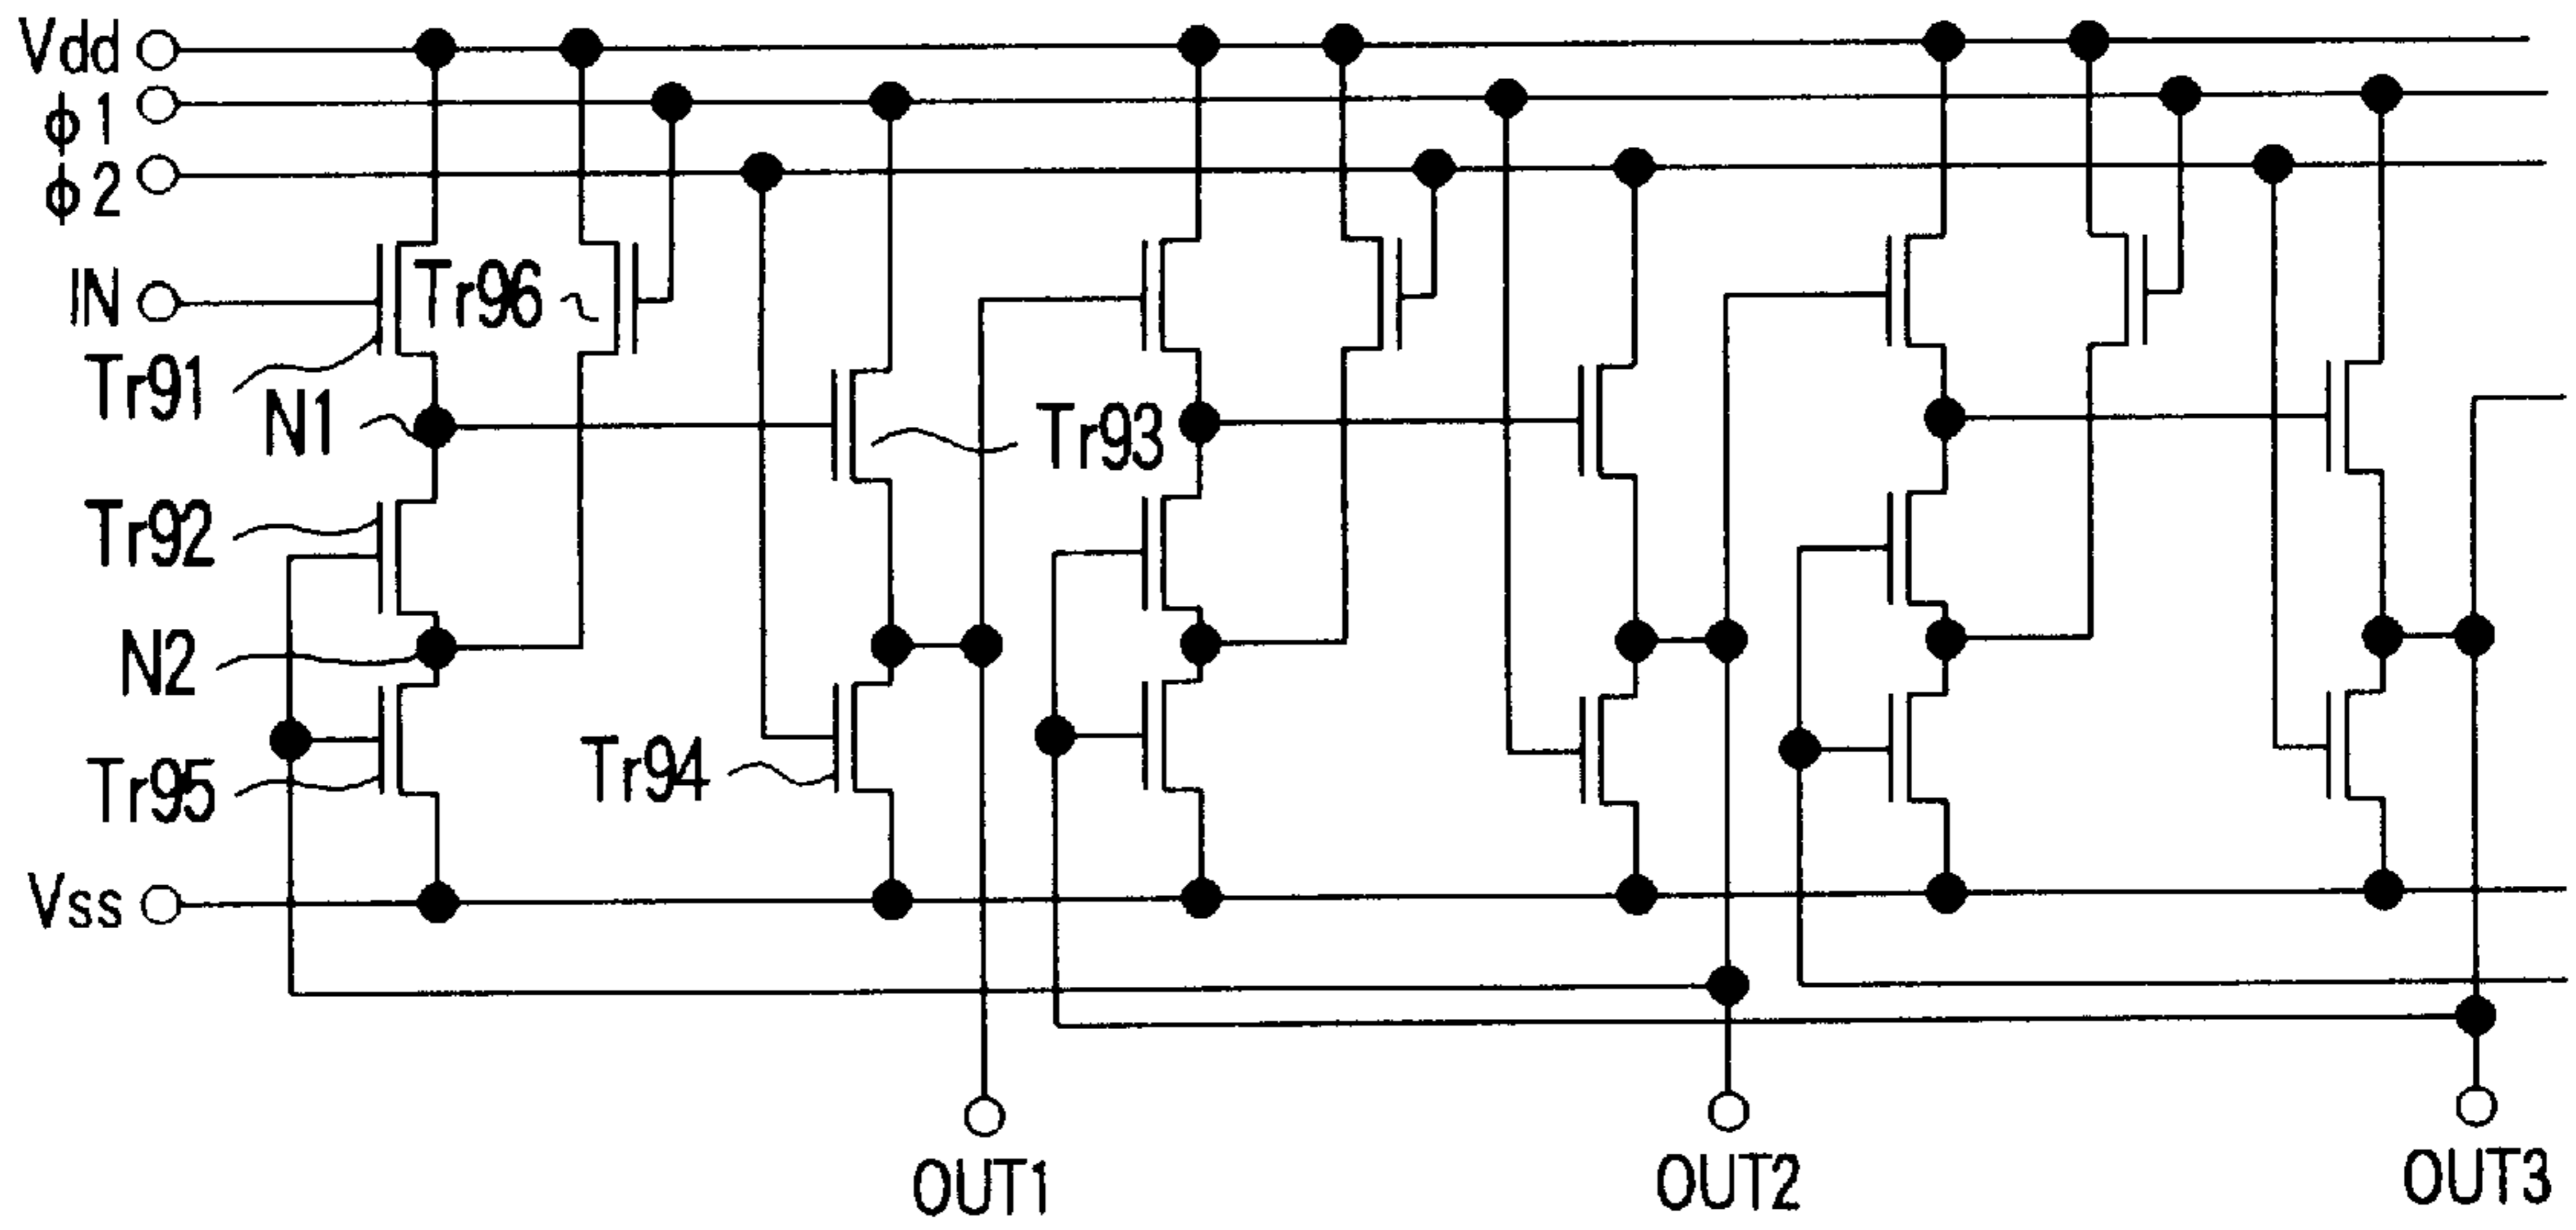 Vdd
ϕ1
ϕ2
IN
Tr96
Tr91
N1
Tr93
Tr92
N2
Tr94
Tr95
Vss
OUT1
OUT2
OUT3